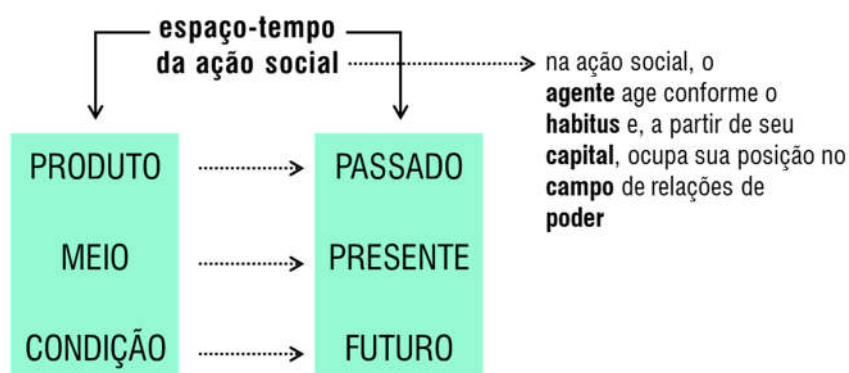 espaço-tempo
da ação social
na ação social, o
agente age conforme o
habitus e, a partir de seu
capital, ocupa sua posição no
campo de relações de
poder
PRODUTO
PASSADO
MEIO
PRESENTE
CONDIÇÃO
FUTURO